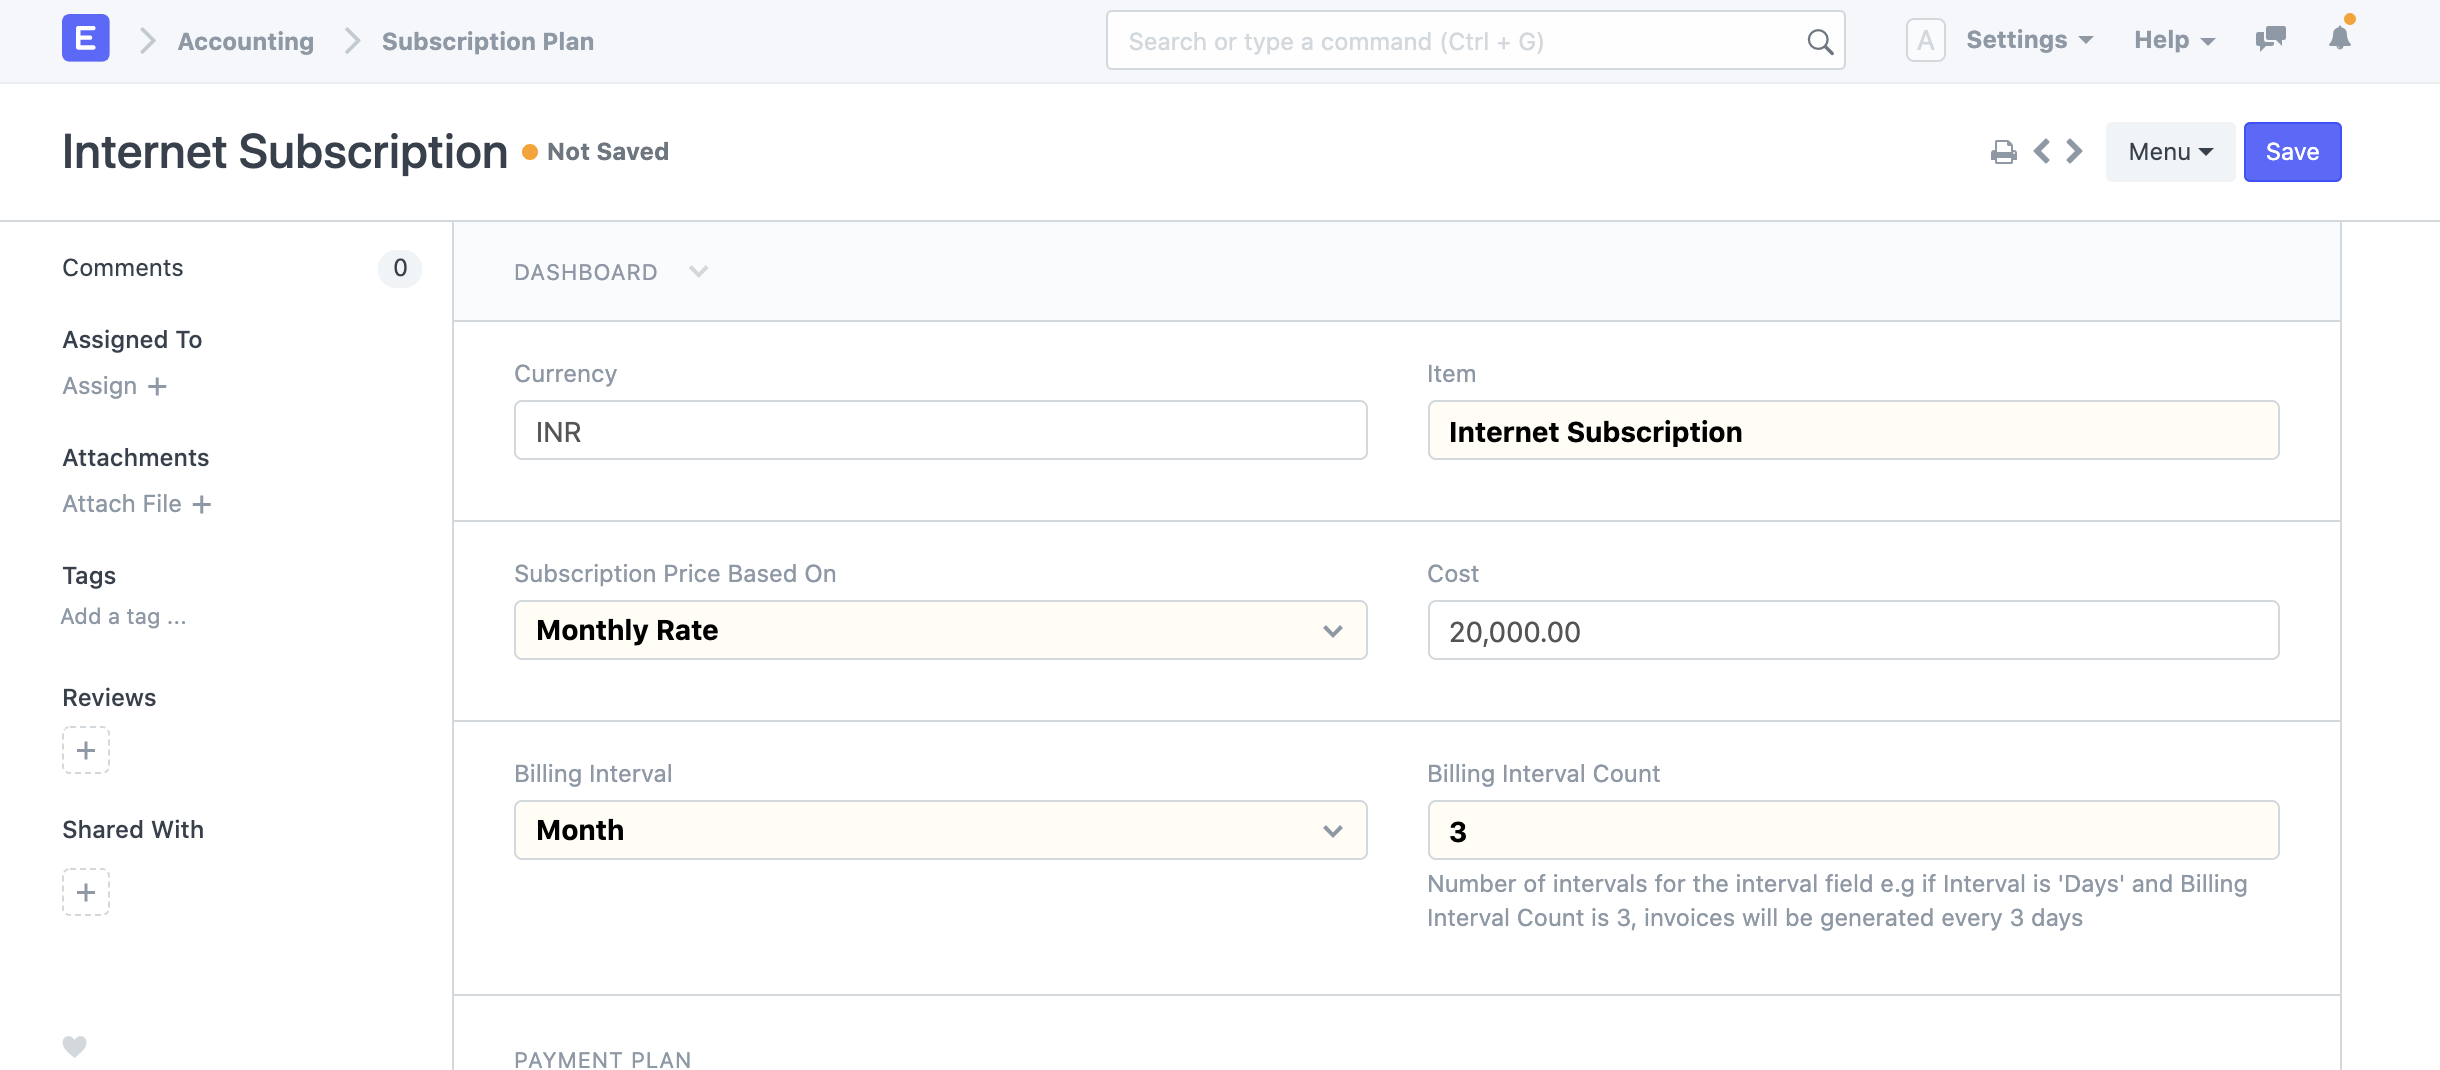 E Accounting Subscription Plan Search or type a command (Ctrl + G) A Settings Help
Internet Subscription Not Saved Menu Save
Comments 0
Assigned To
Assign +
Attachments
Attach File +
Tags
Add a tag ...
Reviews
+
Shared With
+
DASHBOARD
Currency
INR
Item
Internet Subscription
Subscription Price Based On
Monthly Rate
Cost
20,000.00
Billing Interval
Month
Billing Interval Count
3
Number of intervals for the interval field e.g if Interval is 'Days' and Billing
Interval Count is 3, invoices will be generated every 3 days
PAYMENT PLAN